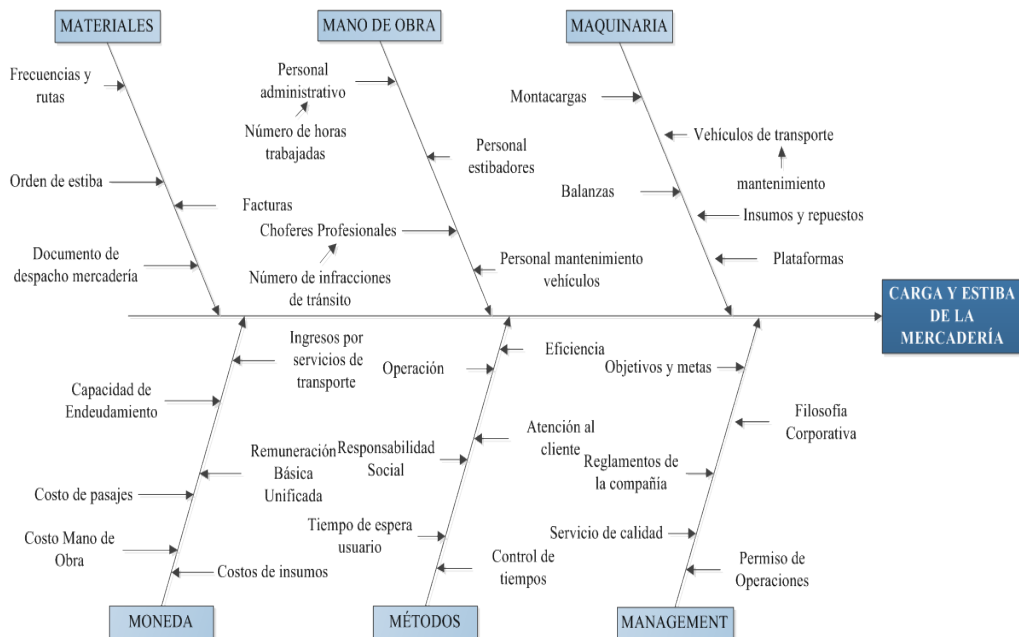 MATERIALES
MANO DE OBRA
MAQUINARIA
Frecuencias y
rutas
Orden de estiba
Facturas
Documento de
despacho mercadería
Personal
administrativo
Número de horas
trabajadas
Personal
estibadores
Choferes Profesionales
Número de infracciones
de tránsito
Personal mantenimiento
vehículos
Montacargas
Vehículos de transporte
mantenimiento
Balanzas
Insumos y repuestos
Plataformas
CARGA Y ESTIBA
DE LA
MERCADERÍA
Ingresos por
servicios de
transporte
Capacidad de
Endeudamiento
Remuneración
Básica
Unificada
Costo de pasajes
Costo Mano de
Obra
Costos de insumos
Eficiencia
Operación
Atención al
cliente
Responsabilidad
Social
Tiempo de espera
usuario
Control de
tiempos
Objetivos y metas
Filosofía
Corporativa
Reglamentos de
la compañía
Servicio de calidad
Permiso de
Operaciones
MONEDA
MÉTODOS
MANAGEMENT